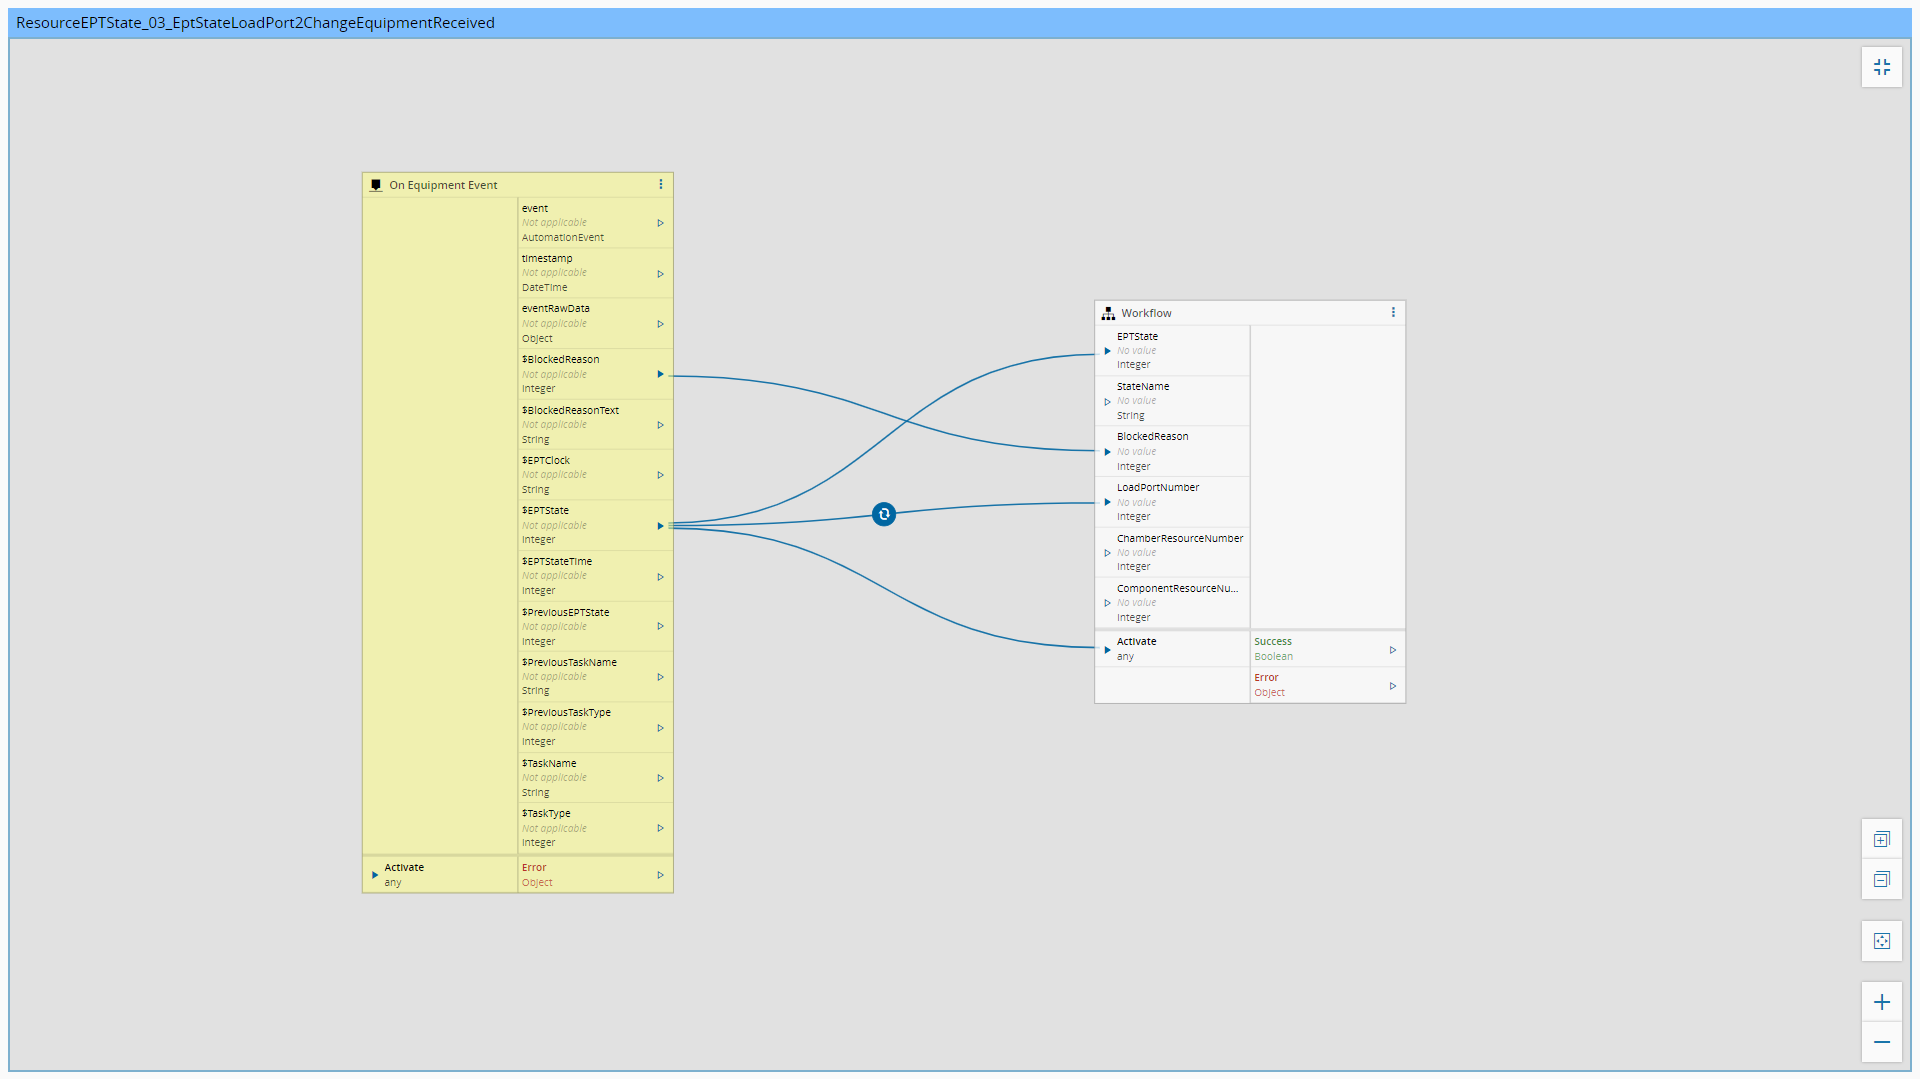 ResourceEPTState_03_EptStateLoadPort2ChangeEquipmentReceived
On Equipment Event
event
Not applicable
AutomationEvent
timestamp
Not applicable
DateTime
eventRawData
Not applicable
Object
$BlockedReason
Not applicable
Integer
$BlockedReasonText
Not applicable
String
$EPTClock
Not applicable
String
$EPTState
Not applicable
Integer
$EPTStateTime
Not applicable
Integer
$PreviousEPTState
Not applicable
Integer
$PreviousTaskName
Not applicable
String
$PreviousTaskType
Not applicable
Integer
$TaskName
Not applicable
String
$TaskType
Not applicable
Integer
Activate
any
Error
Object
Workflow
EPTState
No value
Integer
StateName
No value
String
BlockedReason
No value
Integer
LoadPortNumber
No value
Integer
ChamberResourceNumber
No value
Integer
ComponentResourceNu...
No value
Integer
Activate
any
Success
Boolean
Error
Object